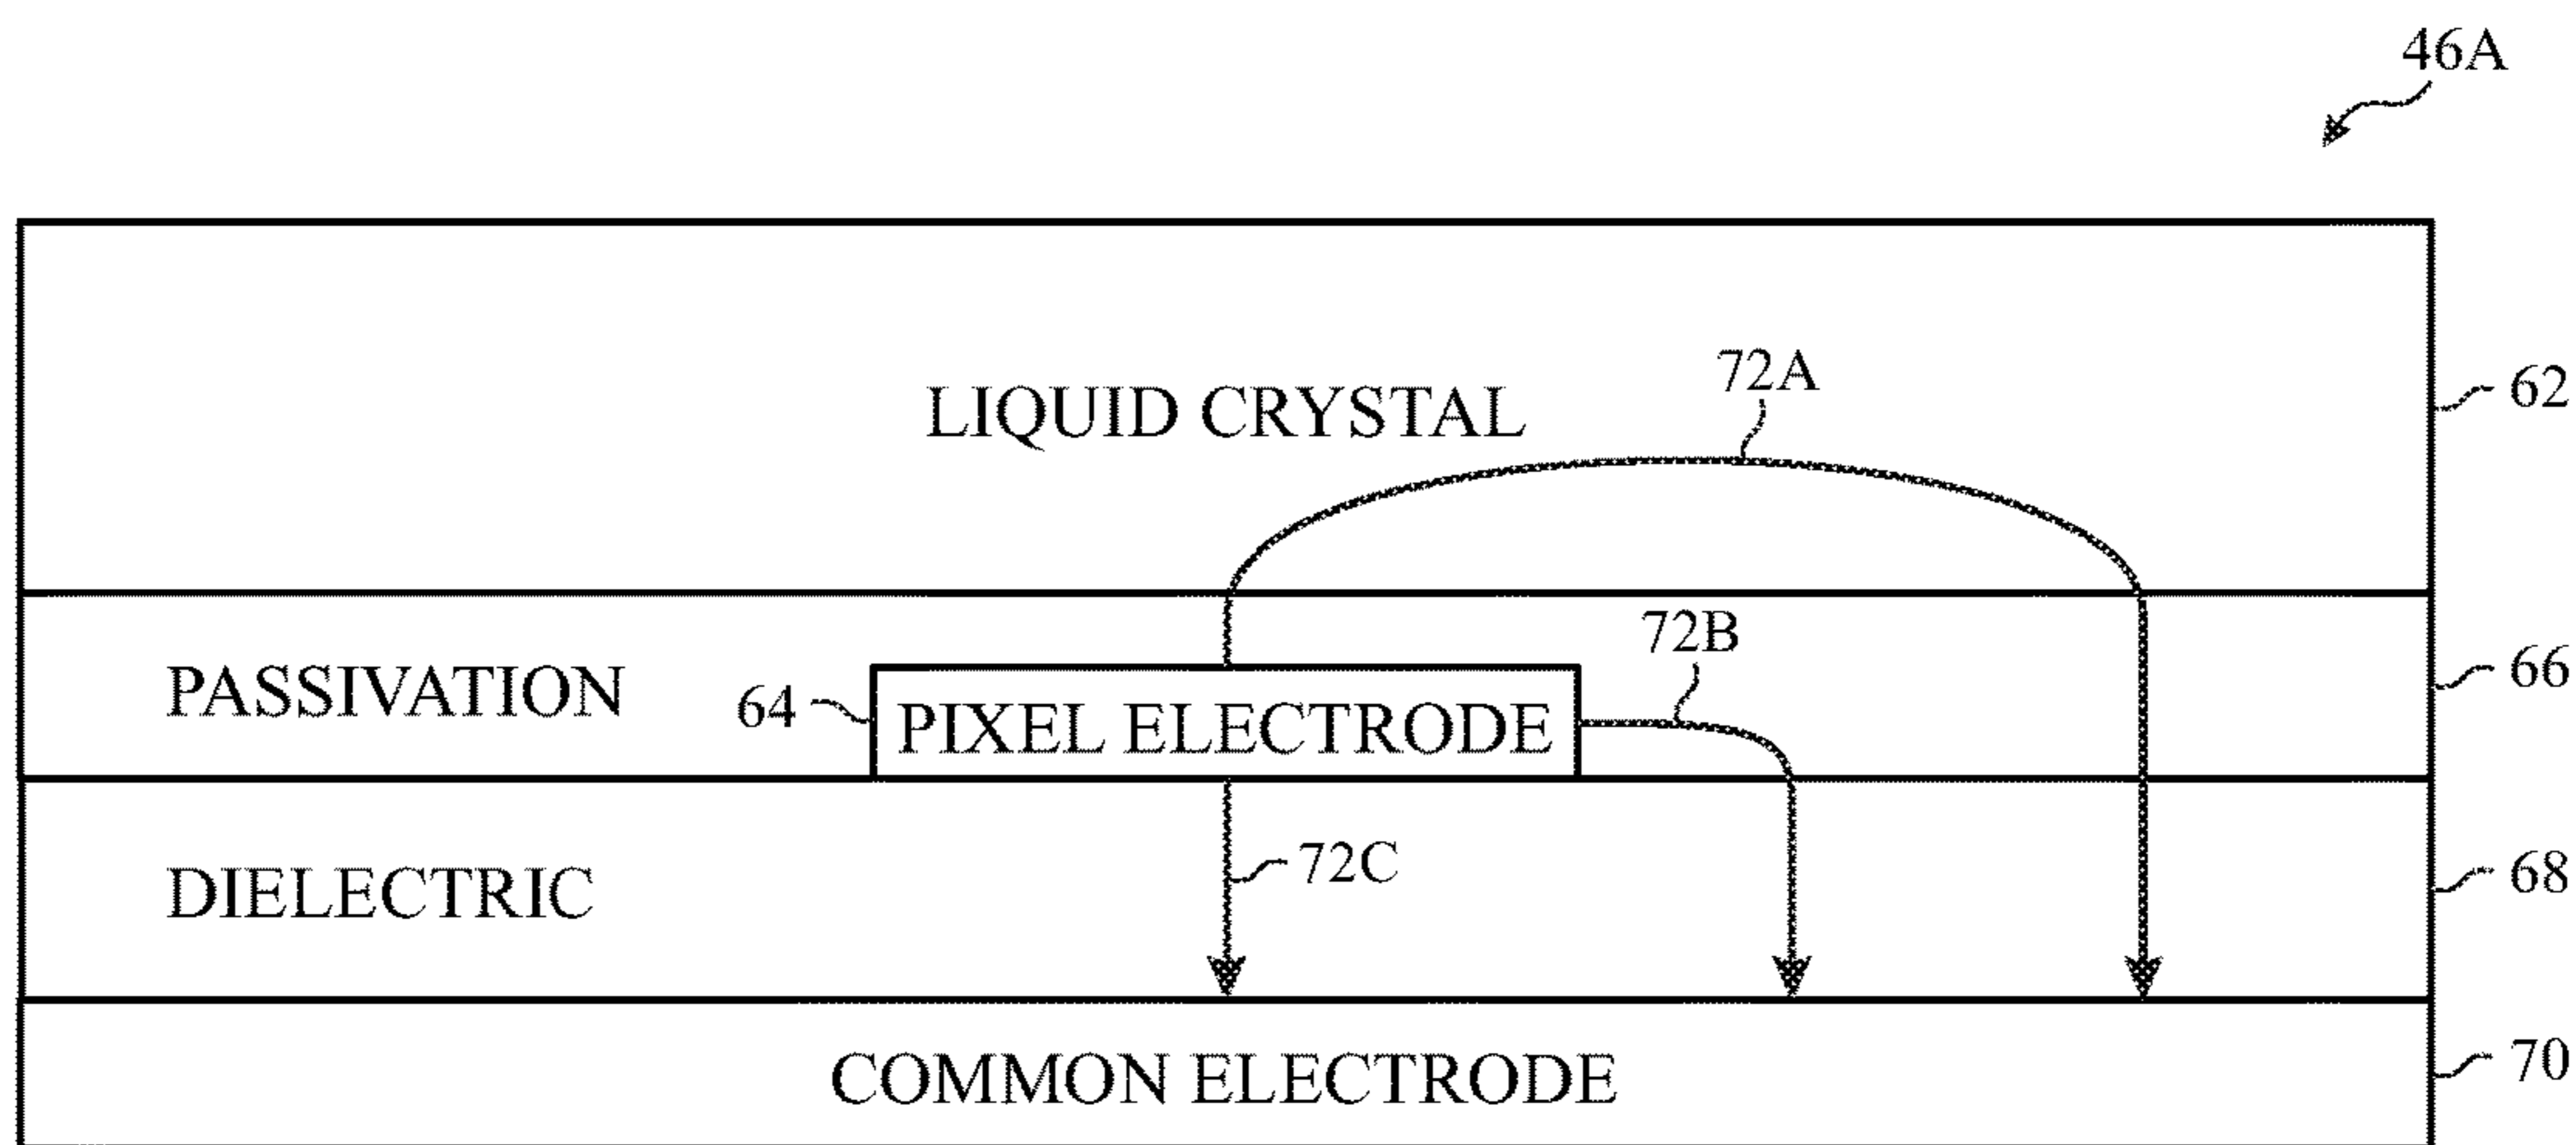 46A
72A
LIQUID CRYSTAL
62
72B
PASSIVATION
64
PIXEL ELECTRODE
66
72C
DIELECTRIC
68
COMMON ELECTRODE
70